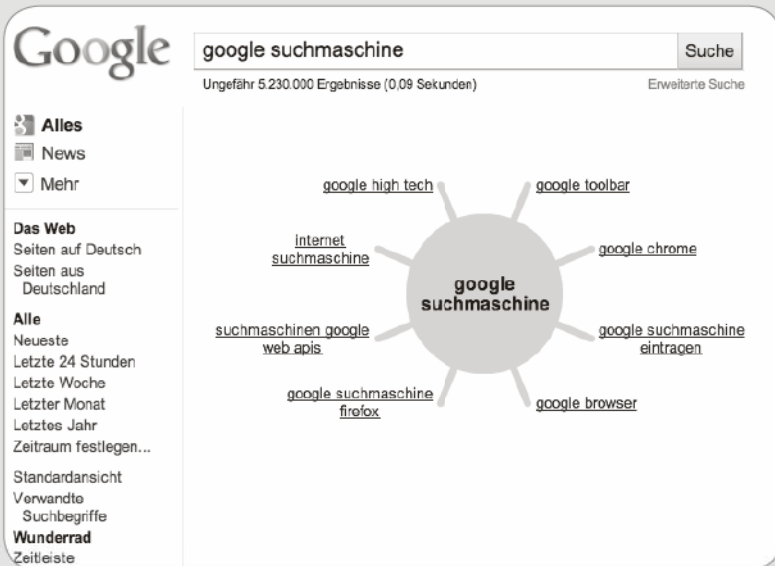 Google
google suchmaschine
Suche
Ungefähr 5.230.000 Ergebnisse (0,09 Sekunden)
Erweiterte Suche
Alles
News
Mehr
Das Web
Seiten auf Deutsch
Seiten aus
Deutschland
Alle
Neueste
Letzte 24 Stunden
Letzte Woche
Letzter Monat
Letztes Jahr
Zeitraum festlegen...
Standardansicht
Verwandte
Suchbegriffe
Wunderrad
Zeitleiste
google high tech
google toolbar
internet
suchmaschine
google chrome
google
suchmaschine
suchmaschinen google
web apis
google suchmaschine
eintragen
google suchmaschine
firefox
google browser